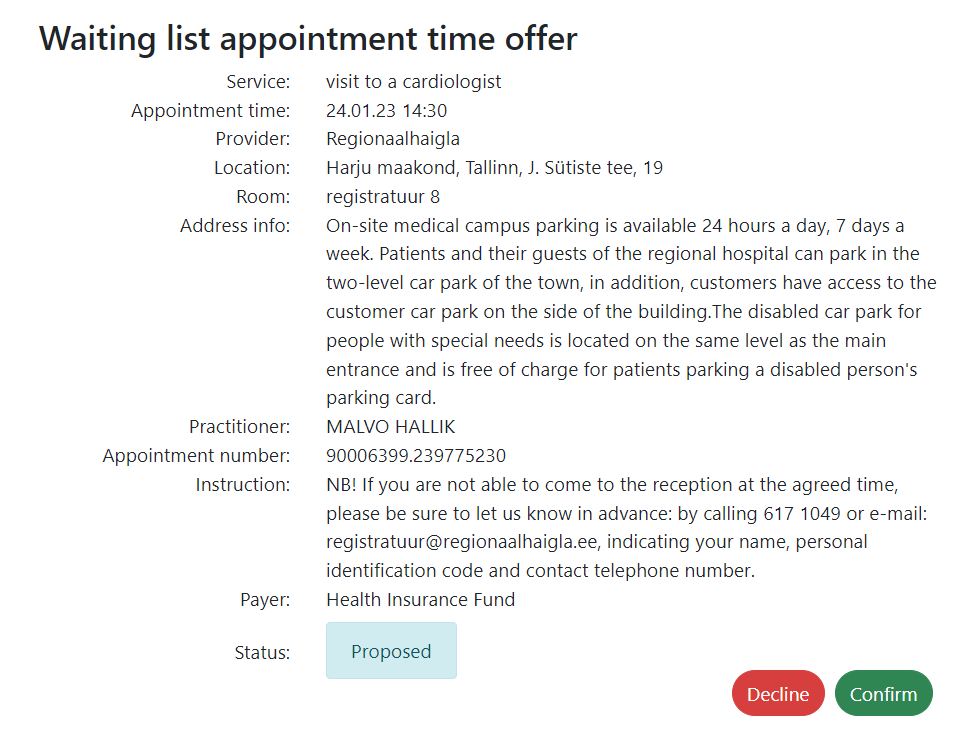 Waiting list appointment time offer
Service: visit to a cardiologist
Appointment time: 24.01.23 14:30
Provider: Regionaalhaigla
Location: Harju maakond, Tallinn, J. Sütiste tee, 19
Room: registratuur 8
Address info: On-site medical campus parking is available 24 hours a day, 7 days a
week. Patients and their guests of the regional hospital can park in the
two-level car park of the town, in addition, customers have access to the
customer car park on the side of the building.The disabled car park for
people with special needs is located on the same level as the main
entrance and is free of charge for patients parking a disabled person's
parking card.
Practitioner: MALVO HALLIK
Appointment number: 90006399.239775230
Instruction: NB! If you are not able to come to the reception at the agreed time,
please be sure to let us know in advance: by calling 617 1049 or e-mail:
registratuur@regionaalhaigla.ee, indicating your name, personal
identification code and contact telephone number.
Payer: Health Insurance Fund
Status: Proposed
Decline Confirm